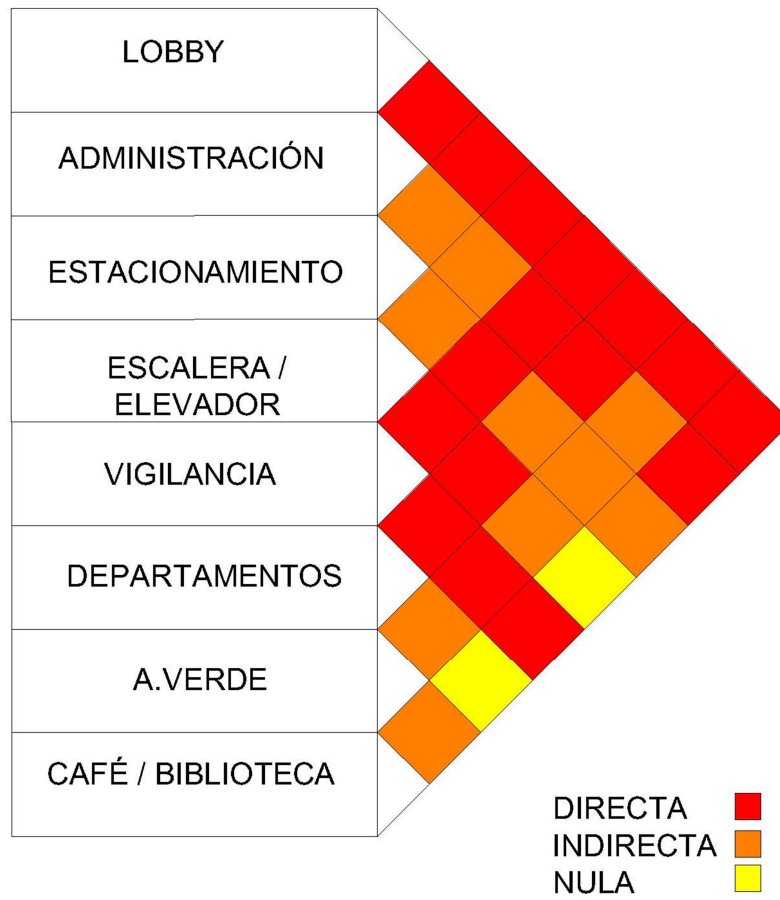 LOBBY
ADMINISTRACIÓN
ESTACIONAMIENTO
ESCALERA /
ELEVADOR
VIGILANCIA
DEPARTAMENTOS
A.VERDE
CAFÉ / BIBLIOTECA
DIRECTA
INDIRECTA
NULA